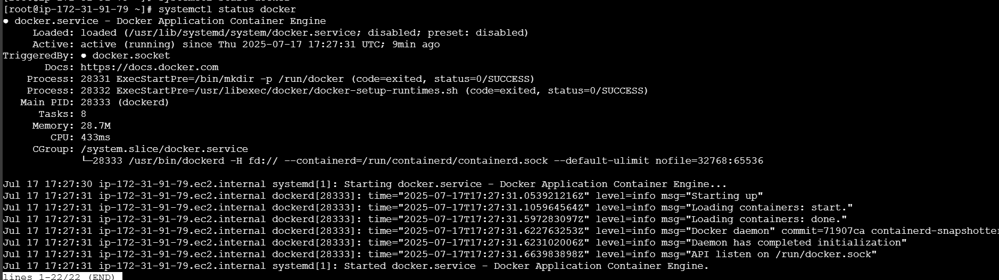 [root@ip-172-31-91-79 ~]# systemctl start docker
[root@ip-172-31-91-79 ~]# systemctl status docker
● docker.service - Docker Application Container Engine
     Loaded: loaded (/usr/lib/systemd/system/docker.service; disabled; preset: disabled)
     Active: active (running) since Thu 2025-07-17 17:27:31 UTC; 9min ago
TriggeredBy: ● docker.socket
       Docs: https://docs.docker.com
    Process: 28331 ExecStartPre=/bin/mkdir -p /run/docker (code=exited, status=0/SUCCESS)
    Process: 28332 ExecStartPre=/usr/libexec/docker/docker-setup-runtimes.sh (code=exited, status=0/SUCCESS)
   Main PID: 28333 (dockerd)
      Tasks: 8
     Memory: 28.7M
        CPU: 433ms
     CGroup: /system.slice/docker.service
             └─28333 /usr/bin/dockerd -H fd:// --containerd=/run/containerd/containerd.sock --default-ulimit nofile=32768:65536
Jul 17 17:27:30 ip-172-31-91-79.ec2.internal systemd[1]: Starting docker.service - Docker Application Container Engine...
Jul 17 17:27:31 ip-172-31-91-79.ec2.internal dockerd[28333]: time="2025-07-17T17:27:31.053921216Z" level=info msg="Starting up"
Jul 17 17:27:31 ip-172-31-91-79.ec2.internal dockerd[28333]: time="2025-07-17T17:27:31.105964564Z" level=info msg="Loading containers: start."
Jul 17 17:27:31 ip-172-31-91-79.ec2.internal dockerd[28333]: time="2025-07-17T17:27:31.597283097Z" level=info msg="Loading containers: done."
Jul 17 17:27:31 ip-172-31-91-79.ec2.internal dockerd[28333]: time="2025-07-17T17:27:31.622763253Z" level=info msg="Docker daemon" commit=71907ca containerd-snapshotter
Jul 17 17:27:31 ip-172-31-91-79.ec2.internal dockerd[28333]: time="2025-07-17T17:27:31.623102006Z" level=info msg="Daemon has completed initialization"
Jul 17 17:27:31 ip-172-31-91-79.ec2.internal dockerd[28333]: time="2025-07-17T17:27:31.663983898Z" level=info msg="API listen on /run/docker.sock"
Jul 17 17:27:31 ip-172-31-91-79.ec2.internal systemd[1]: Started docker.service - Docker Application Container Engine.
lines 1-22/22 (END)